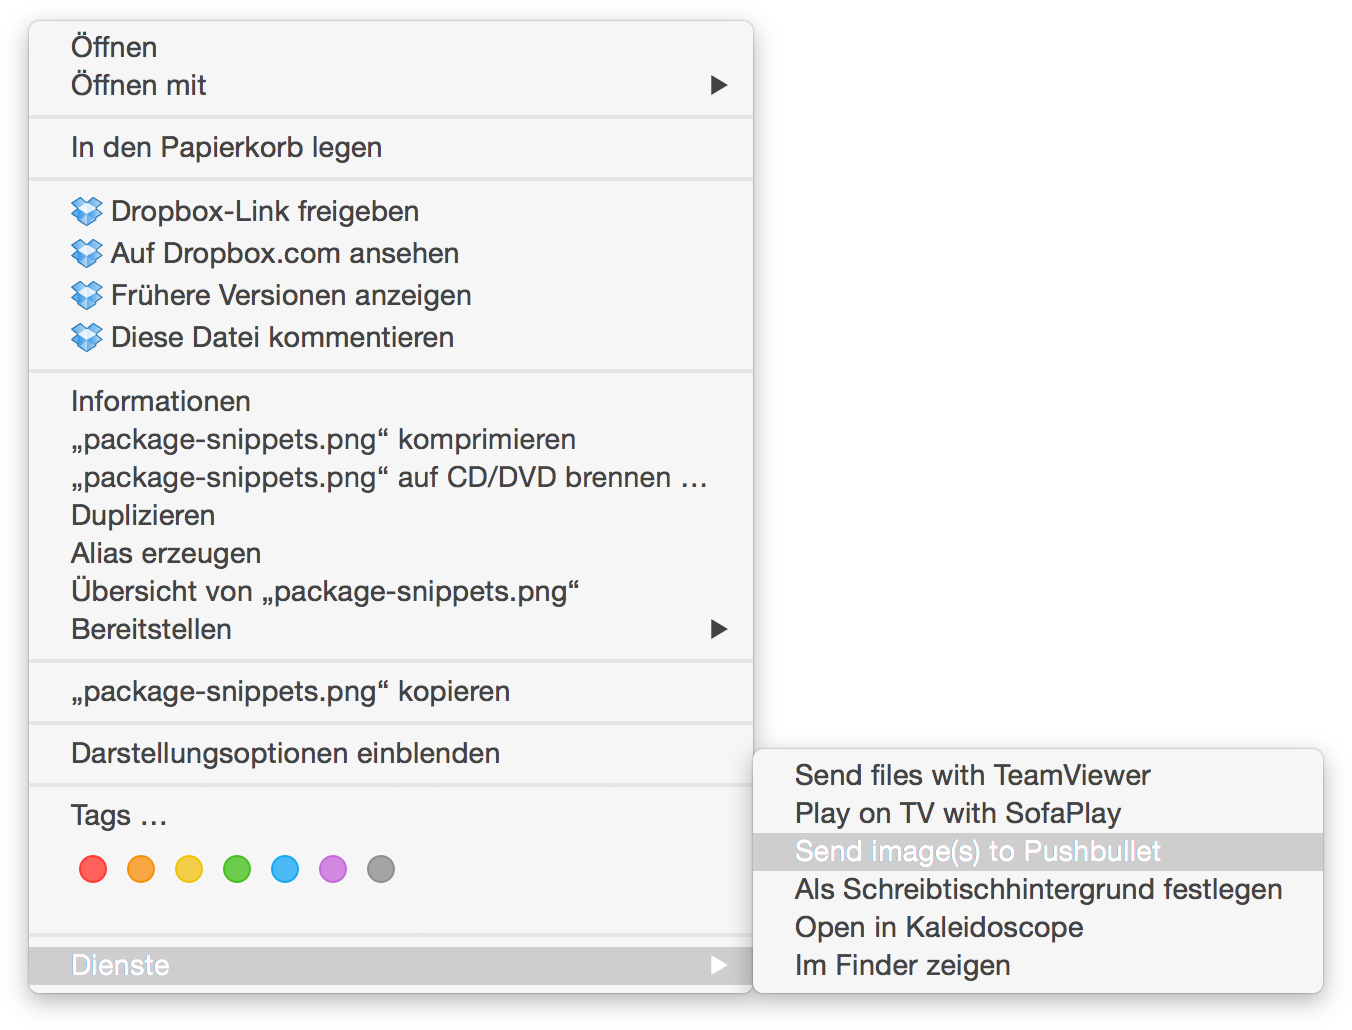 Öffnen
Öffnen mit
In den Papierkorb legen
Dropbox-Link freigeben
Auf Dropbox.com ansehen
Frühere Versionen anzeigen
Diese Datei kommentieren
Informationen
„package-snippets.png“ komprimieren
„package-snippets.png“ auf CD/DVD brennen …
Duplizieren
Alias erzeugen
Übersicht von „package-snippets.png“
Bereitstellen
„package-snippets.png“ kopieren
Darstellungsoptionen einblenden
Tags …
Dienste
Send files with TeamViewer
Play on TV with SofaPlay
Send image(s) to Pushbullet
Als Schreibtischhintergrund festlegen
Open in Kaleidoscope
Im Finder zeigen